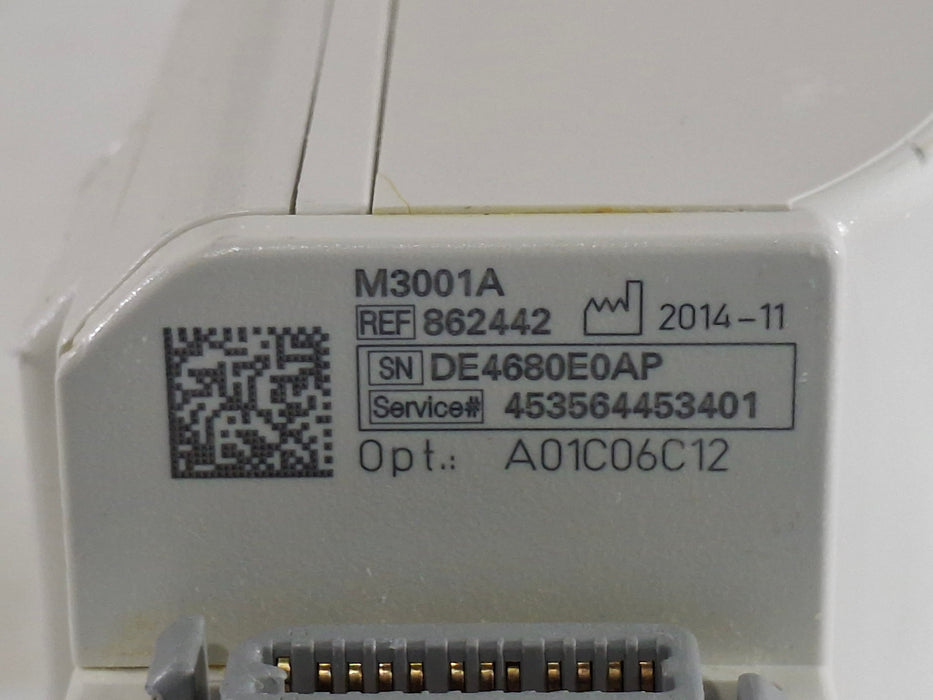 M3001A
REF 862442 2014-11
SN DE4680E0AP
Service# 453564453401
Opt.: A01C06C12